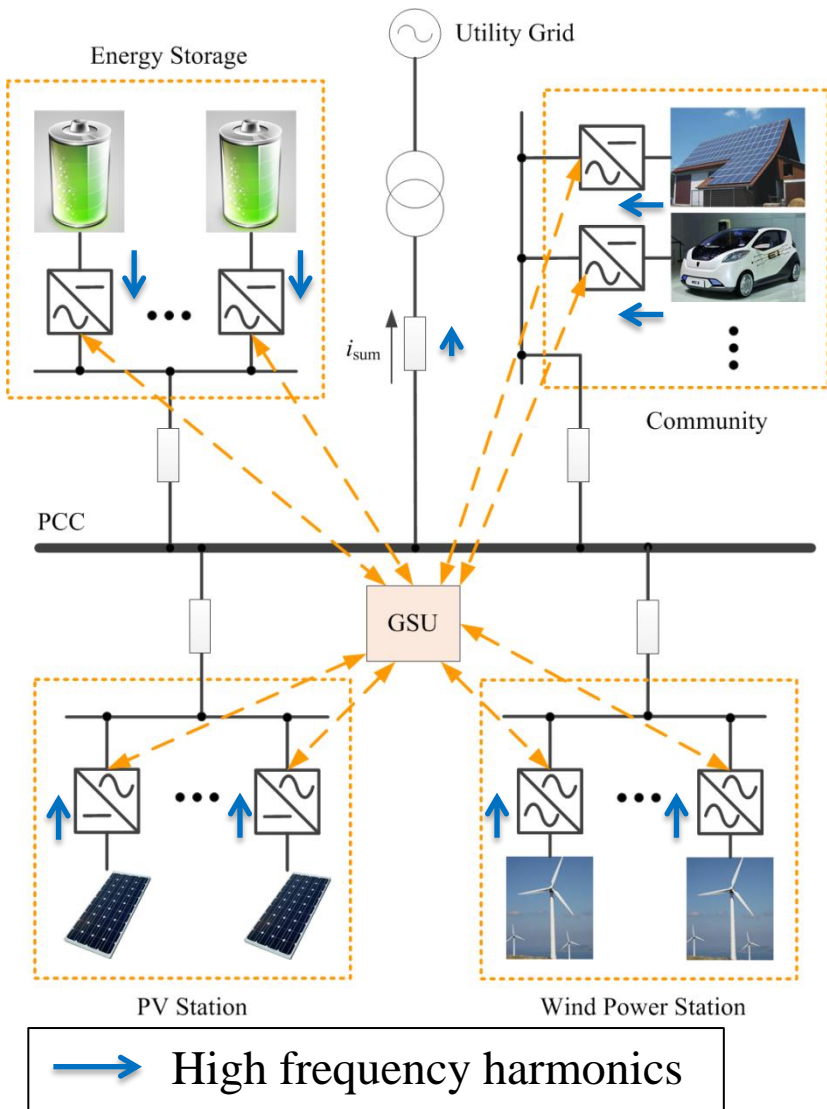 Utility Grid
Energy Storage
i_sum
Community
PCC
GSU
PV Station
Wind Power Station
High frequency harmonics